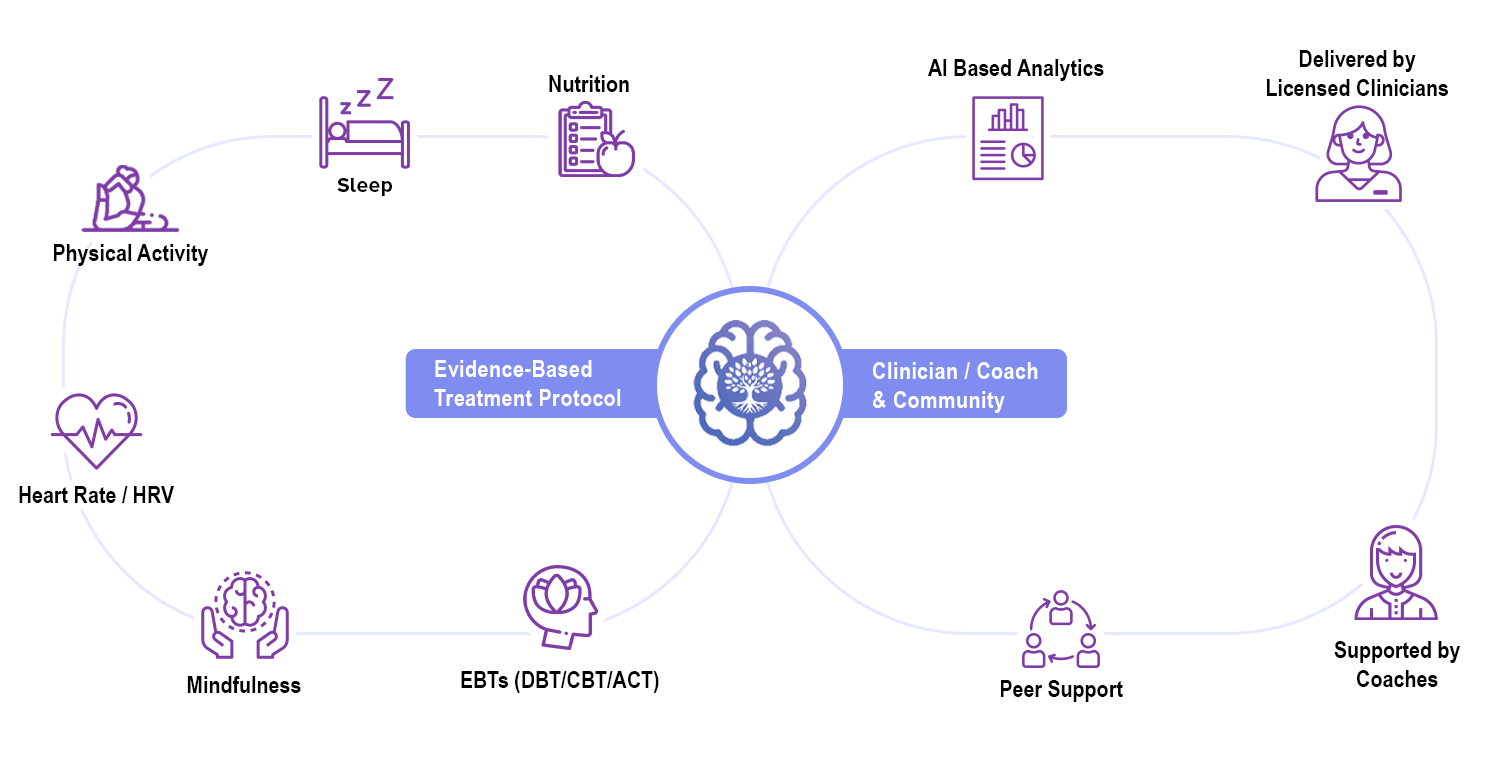 Nutrition
z z Z
Sleep
Physical Activity
Heart Rate / HRV
Mindfulness
EBTs (DBT/CBT/ACT)
Evidence-Based
Treatment Protocol
Clinician / Coach
& Community
AI Based Analytics
Delivered by
Licensed Clinicians
Supported by
Coaches
Peer Support